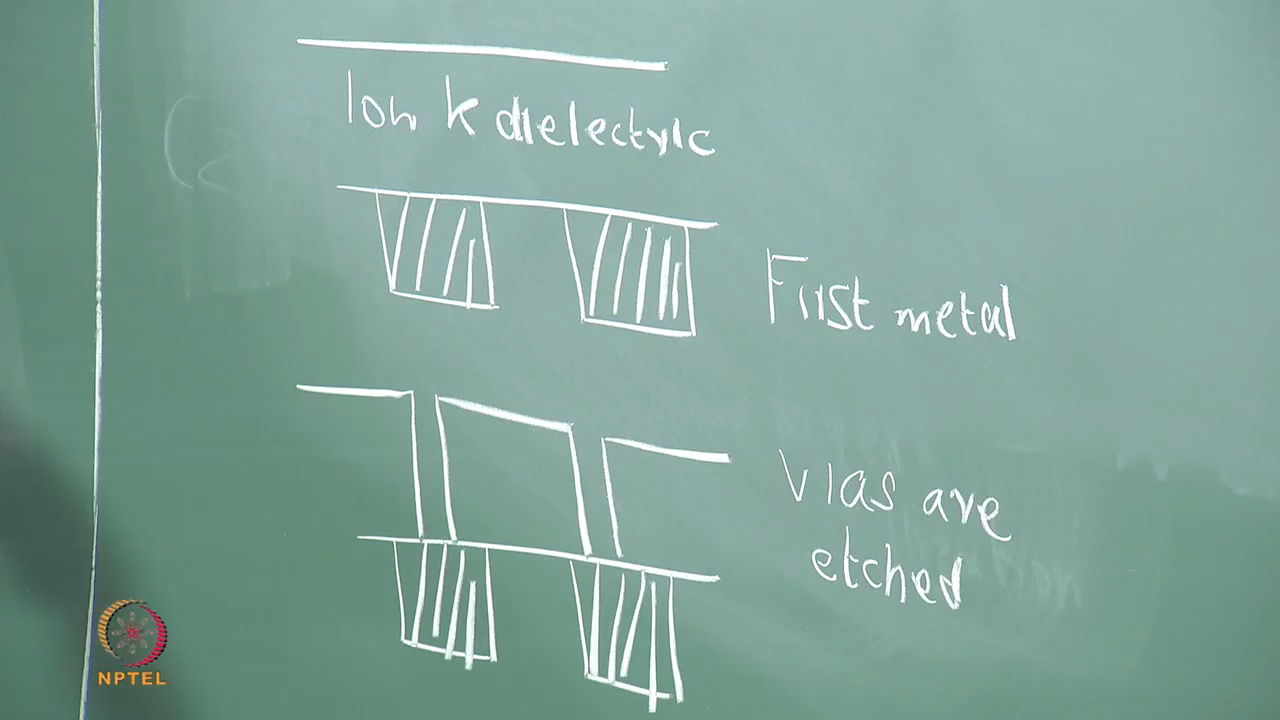 low k dielectric
First metal
vias are
etched
NPTEL